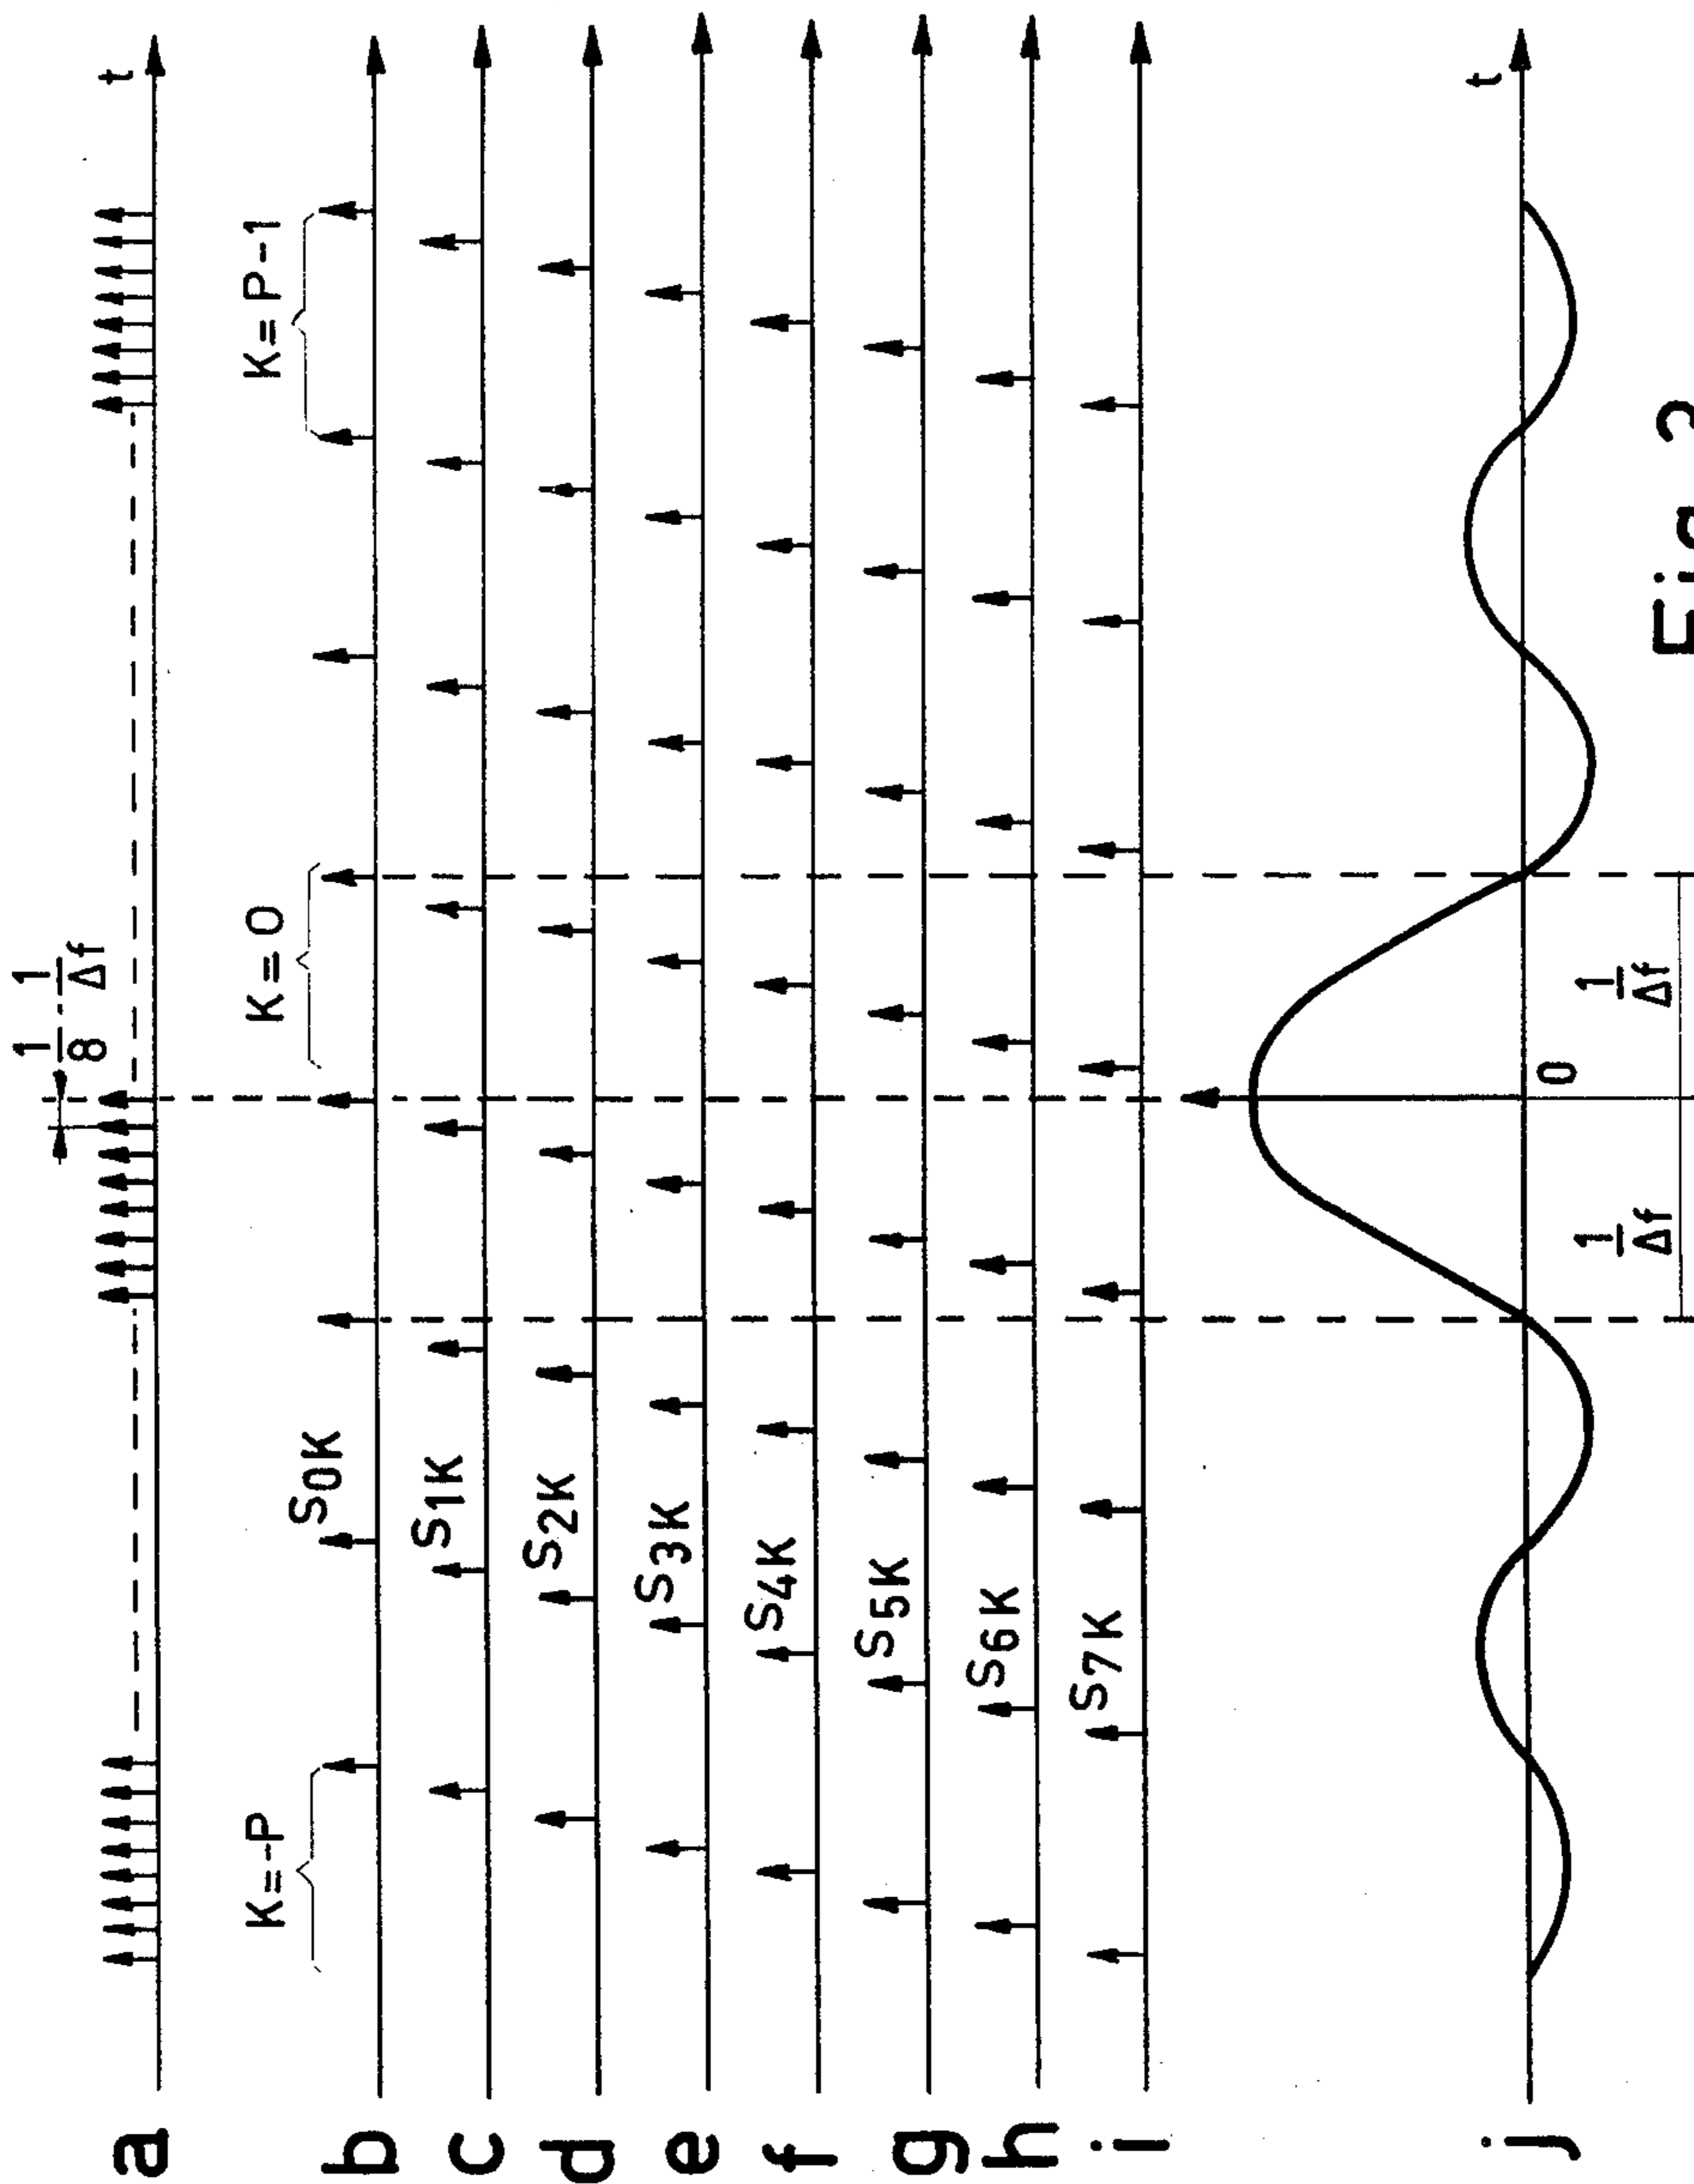 1/8 · 1/Δf
a
t
K=-P
K=0
K=P-1
b
S0K
c
S1K
d
S2K
e
S3K
f
S4K
g
S5K
h
S6K
i
S7K
j
t
0
1/Δf
1/Δf